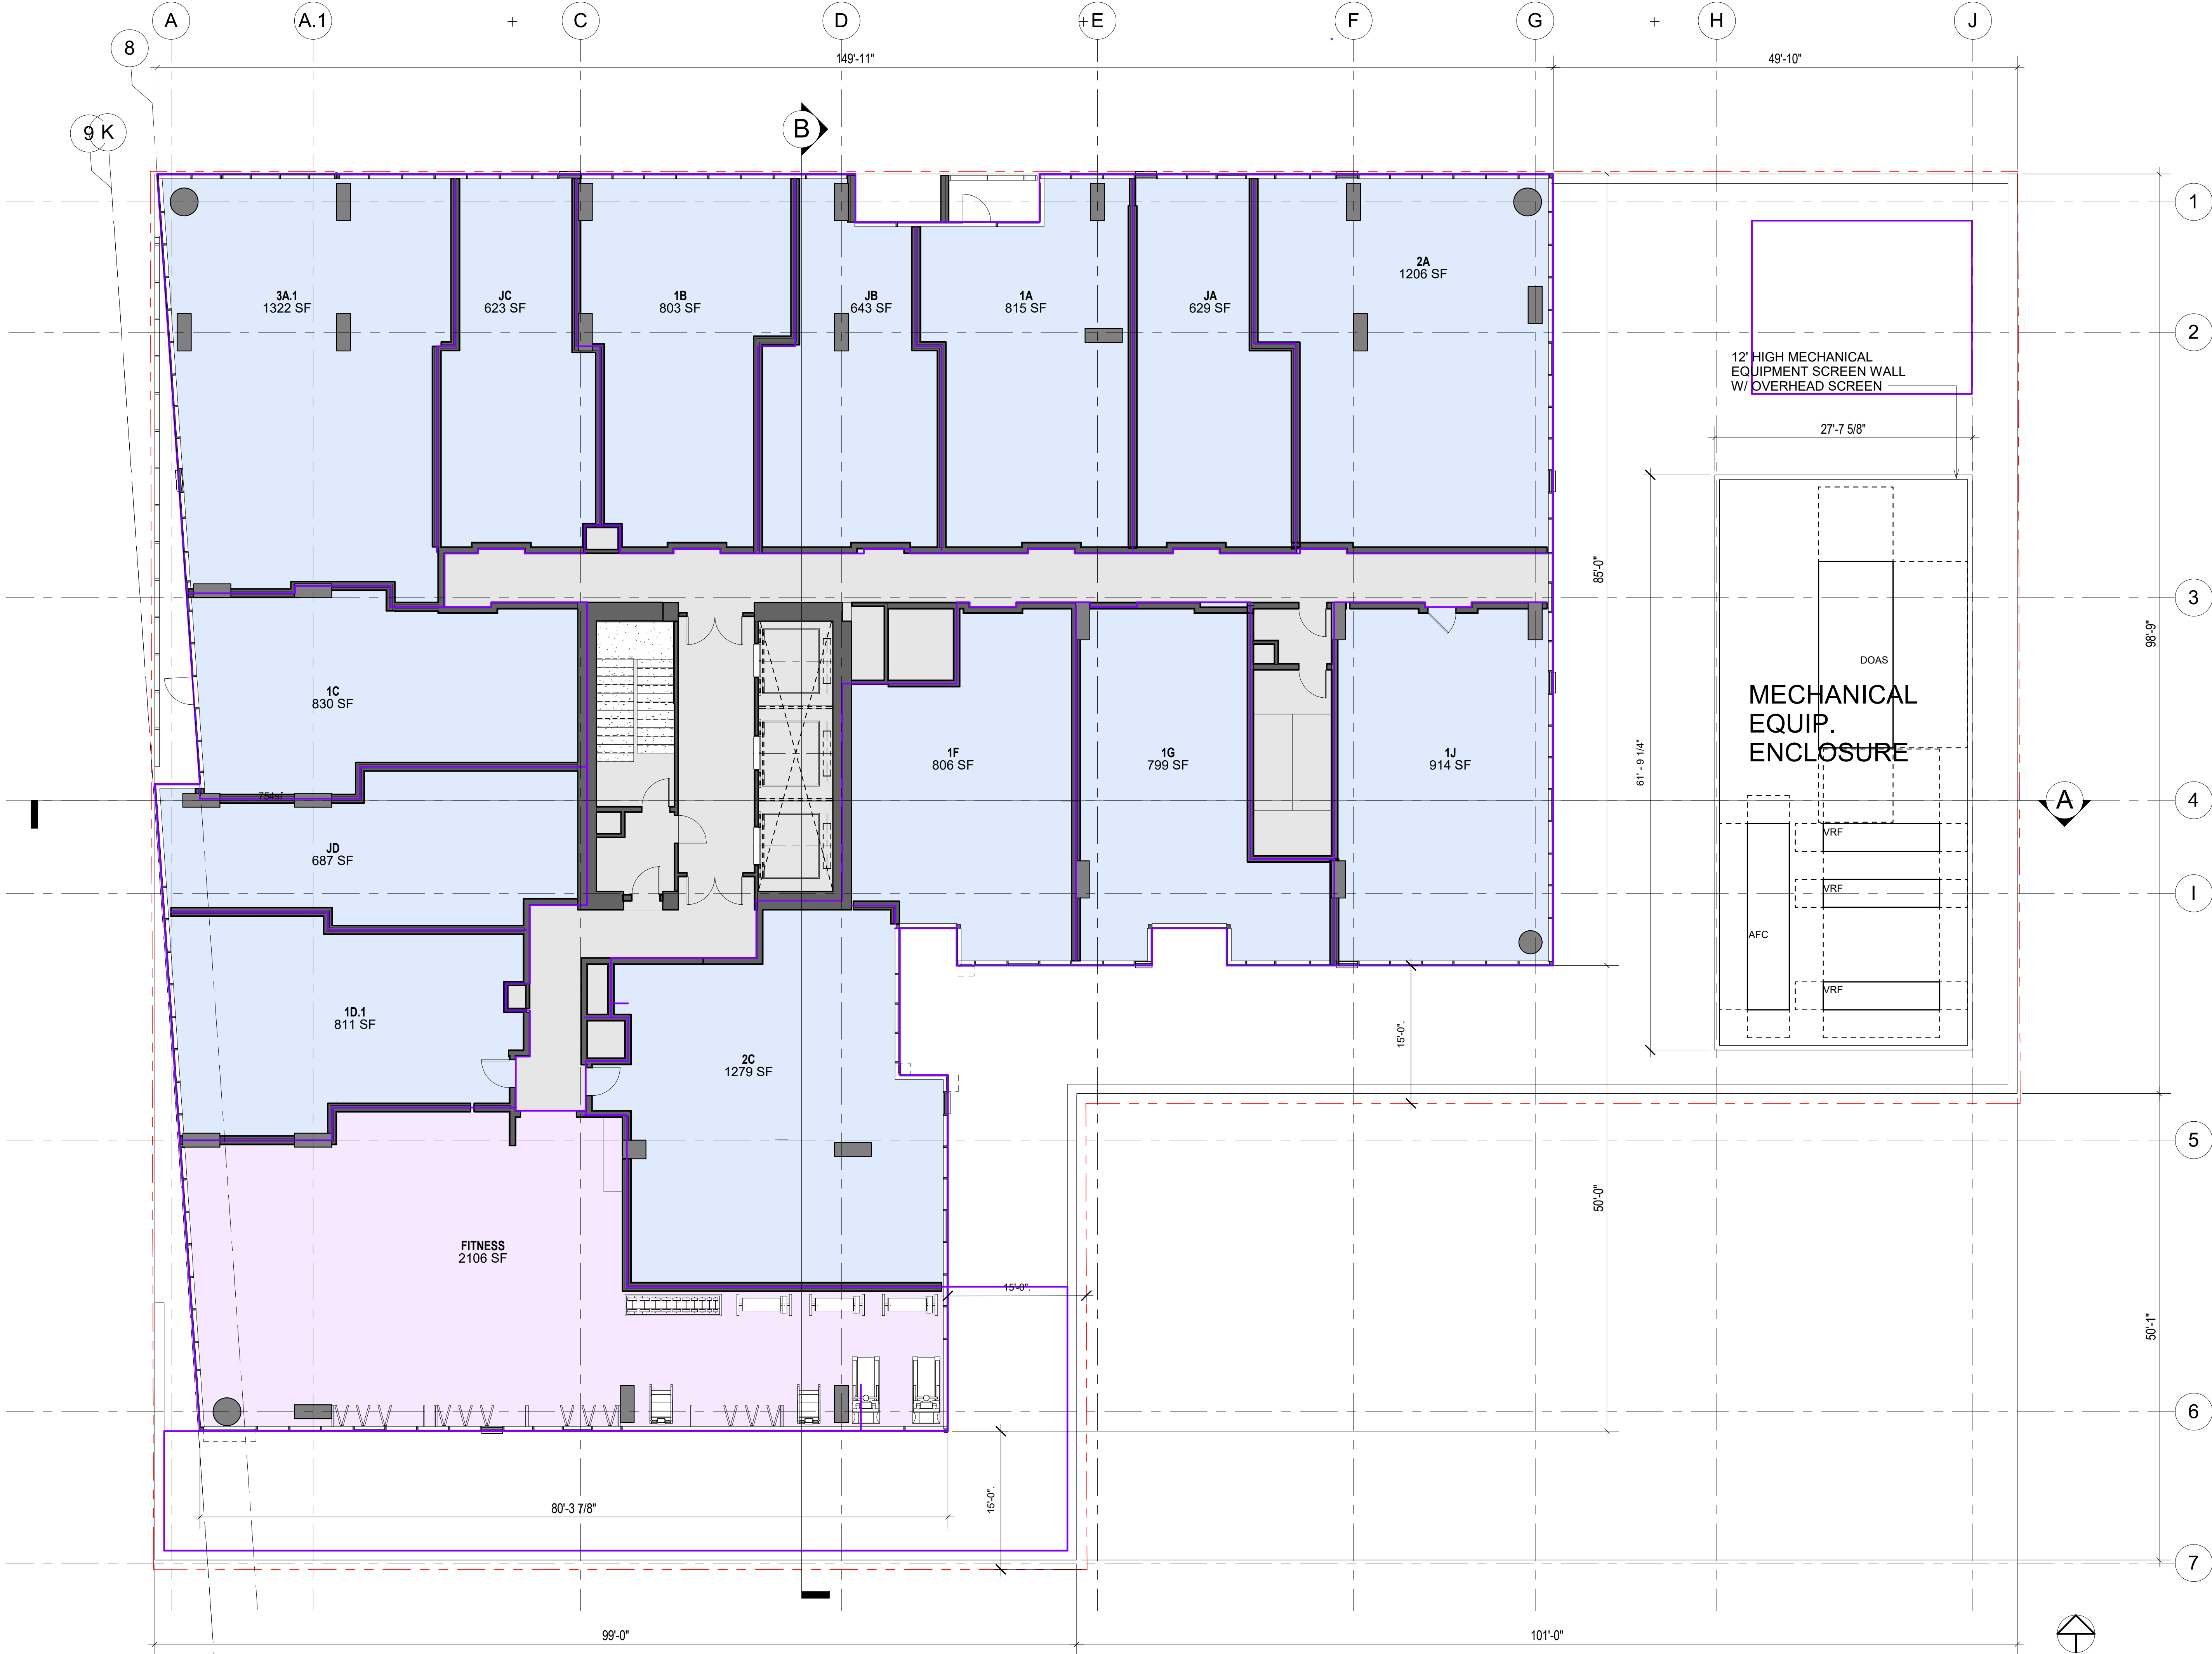 A
A.1
C
D
E
F
G
H
J
8
149'-11"
49'-10"
9
K
B
1
2A
1206 SF
3A.1
1322 SF
JC
623 SF
1B
803 SF
JB
643 SF
1A
815 SF
JA
629 SF
2
12' HIGH MECHANICAL
EQUIPMENT SCREEN WALL
W/ OVERHEAD SCREEN
27'-7 5/8"
85'-0"
3
98'-9"
DOAS
MECHANICAL
EQUIP.
ENCLOSURE
1C
830 SF
1F
806 SF
1G
799 SF
1J
914 SF
61' - 9 1/4"
754sf
A
4
VRF
JD
687 SF
VRF
I
AFC
VRF
1D.1
811 SF
2C
1279 SF
15'-0".
5
50'-0"
FITNESS
2106 SF
15'-0".
50'-1"
6
80'-3 7/8"
15'-0".
7
99'-0"
101'-0"